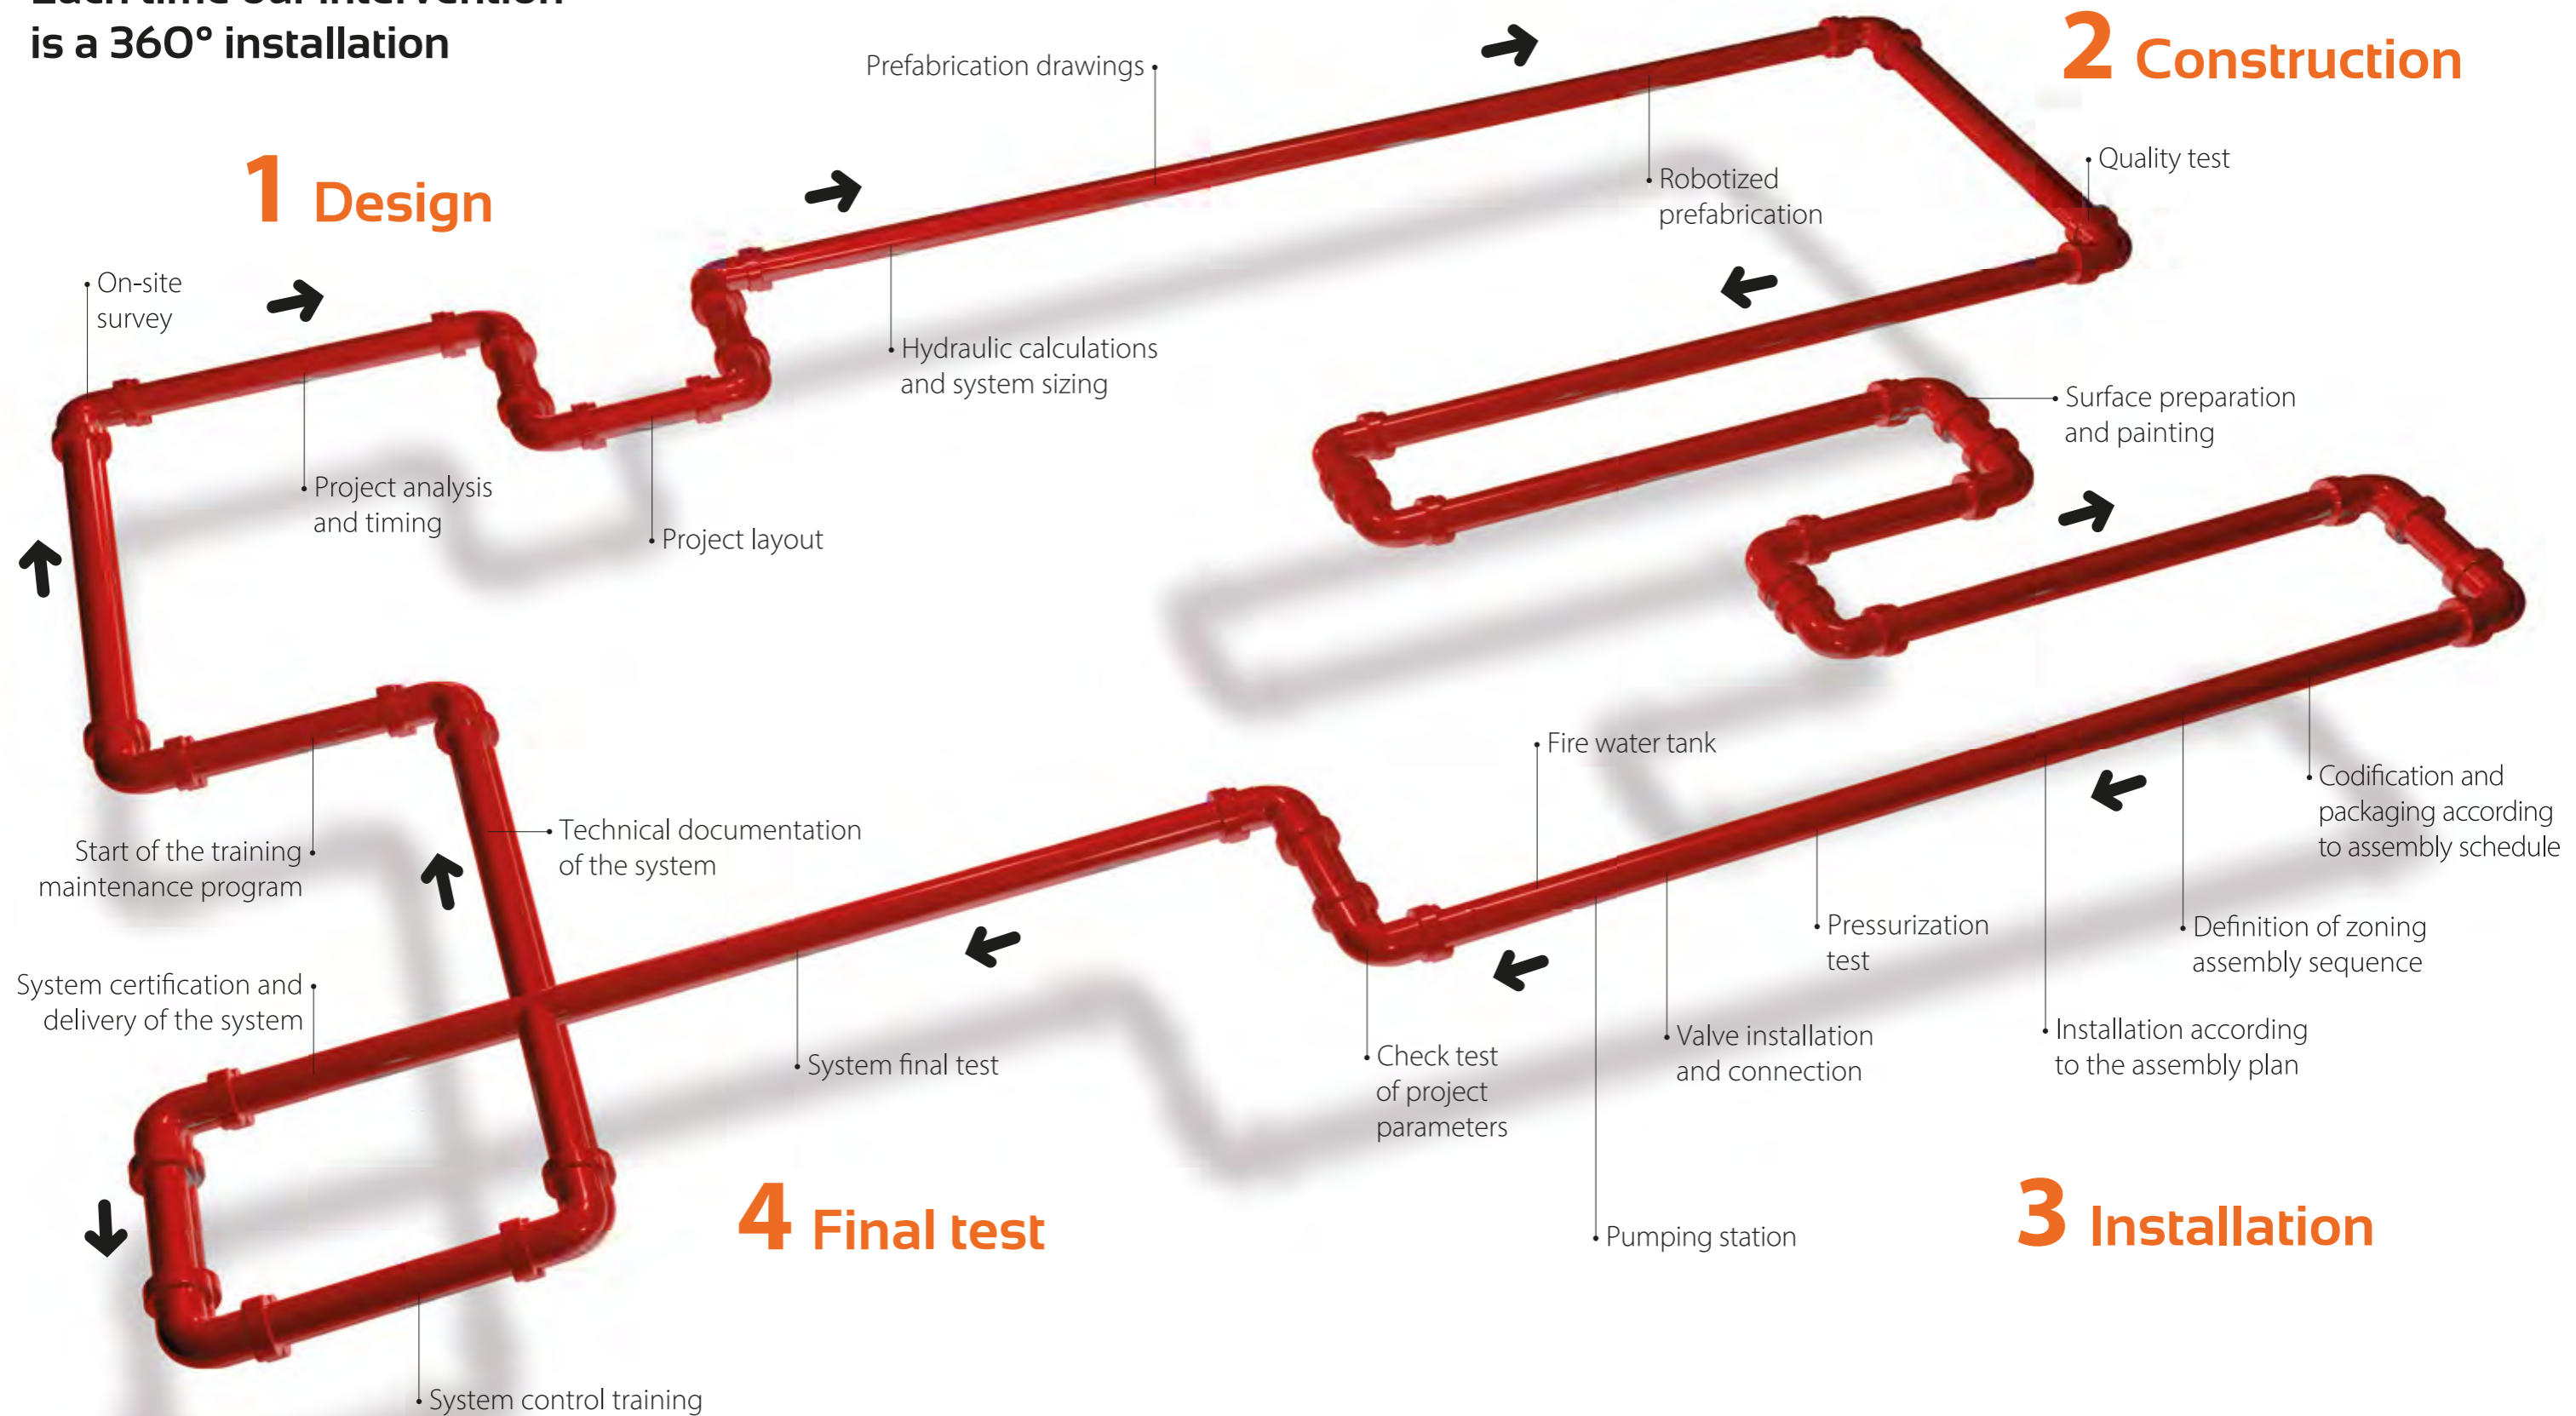 Each time our intervention
is a 360° installation
1 Design
On-site
survey
Project analysis
and timing
Project layout
Hydraulic calculations
and system sizing
Prefabrication drawings
2 Construction
Robotized
prefabrication
Quality test
Surface preparation
and painting
Codification and
packaging according
to assembly schedule
3 Installation
Definition of zoning
assembly sequence
Installation according
to the assembly plan
Pressurization
test
Valve installation
and connection
Pumping station
Fire water tank
Check test
of project
parameters
4 Final test
System final test
System certification and
delivery of the system
System control training
Technical documentation
of the system
Start of the training
maintenance program